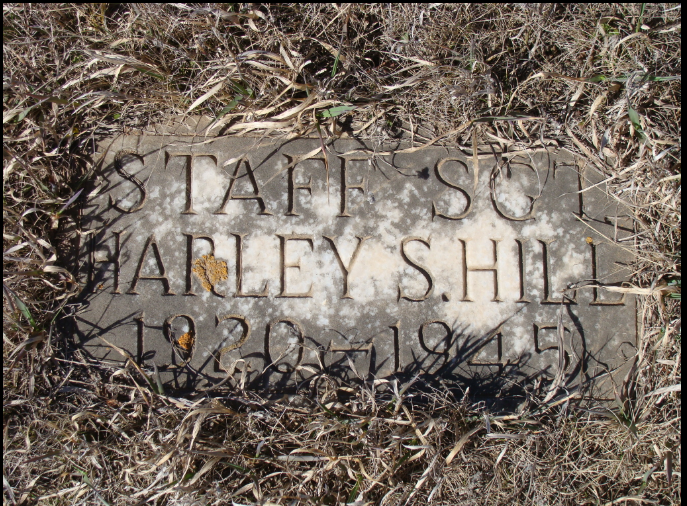 STAFF SGT.
HARLEY S. HILL
1920-1945